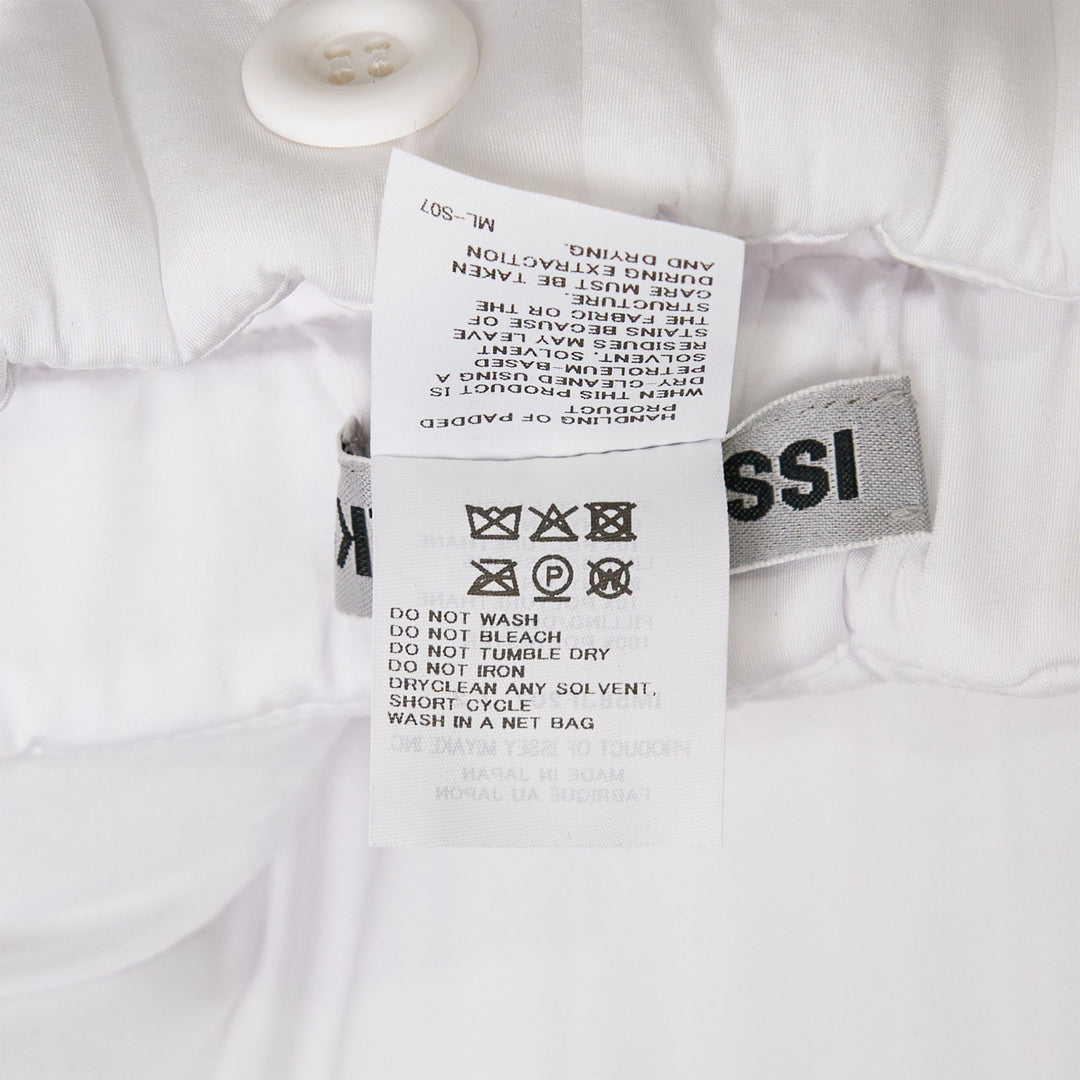 ML-S07
HANDLING OF PADDED
PRODUCT
WHEN THIS PRODUCT IS
DRY-CLEANED USING A
PETROLEUM-BASED
SOLVENT, SOLVENT
RESIDUES MAY LEAVE
STAINS BECAUSE OF
THE FABRIC OR THE
STRUCTURE.
CARE MUST BE TAKEN
DURING EXTRACTION
AND DRYING.
ISS
K
P
W
DO NOT WASH
DO NOT BLEACH
DO NOT TUMBLE DRY
DO NOT IRON
DRYCLEAN ANY SOLVENT,
SHORT CYCLE
WASH IN A NET BAG
PRODUCT OF ISSEY MIYAKE INC.
MADE IN JAPAN
FABRIQUÉ AU JAPON